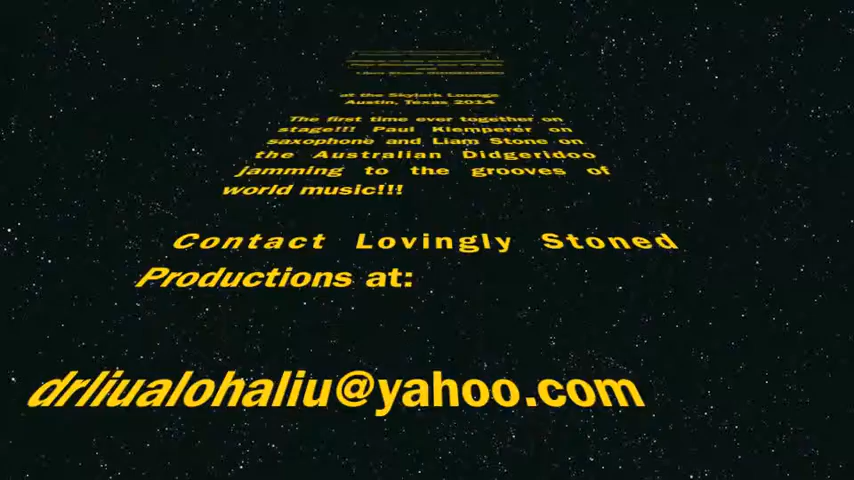 at the Skylark Lounge
Austin, Texas 2014
The first time ever together on
stage!!! Paul Klemperer on
saxophone and Liam Stone on
the Australian Didgeridoo
jamming to the grooves of
world music!!!
Contact Lovingly Stoned
Productions at:
drliualohaliu@yahoo.com